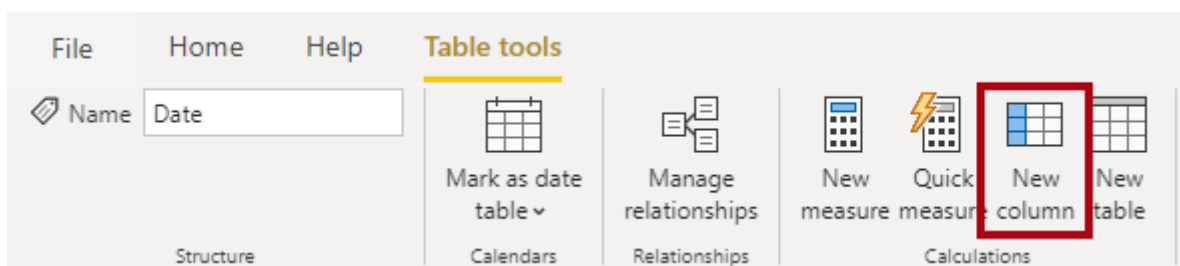 File Home Help Table tools
Name Date
Mark as date Manage New Quick New New
table relationships measure measure column table
Structure Calendars Relationships Calculations